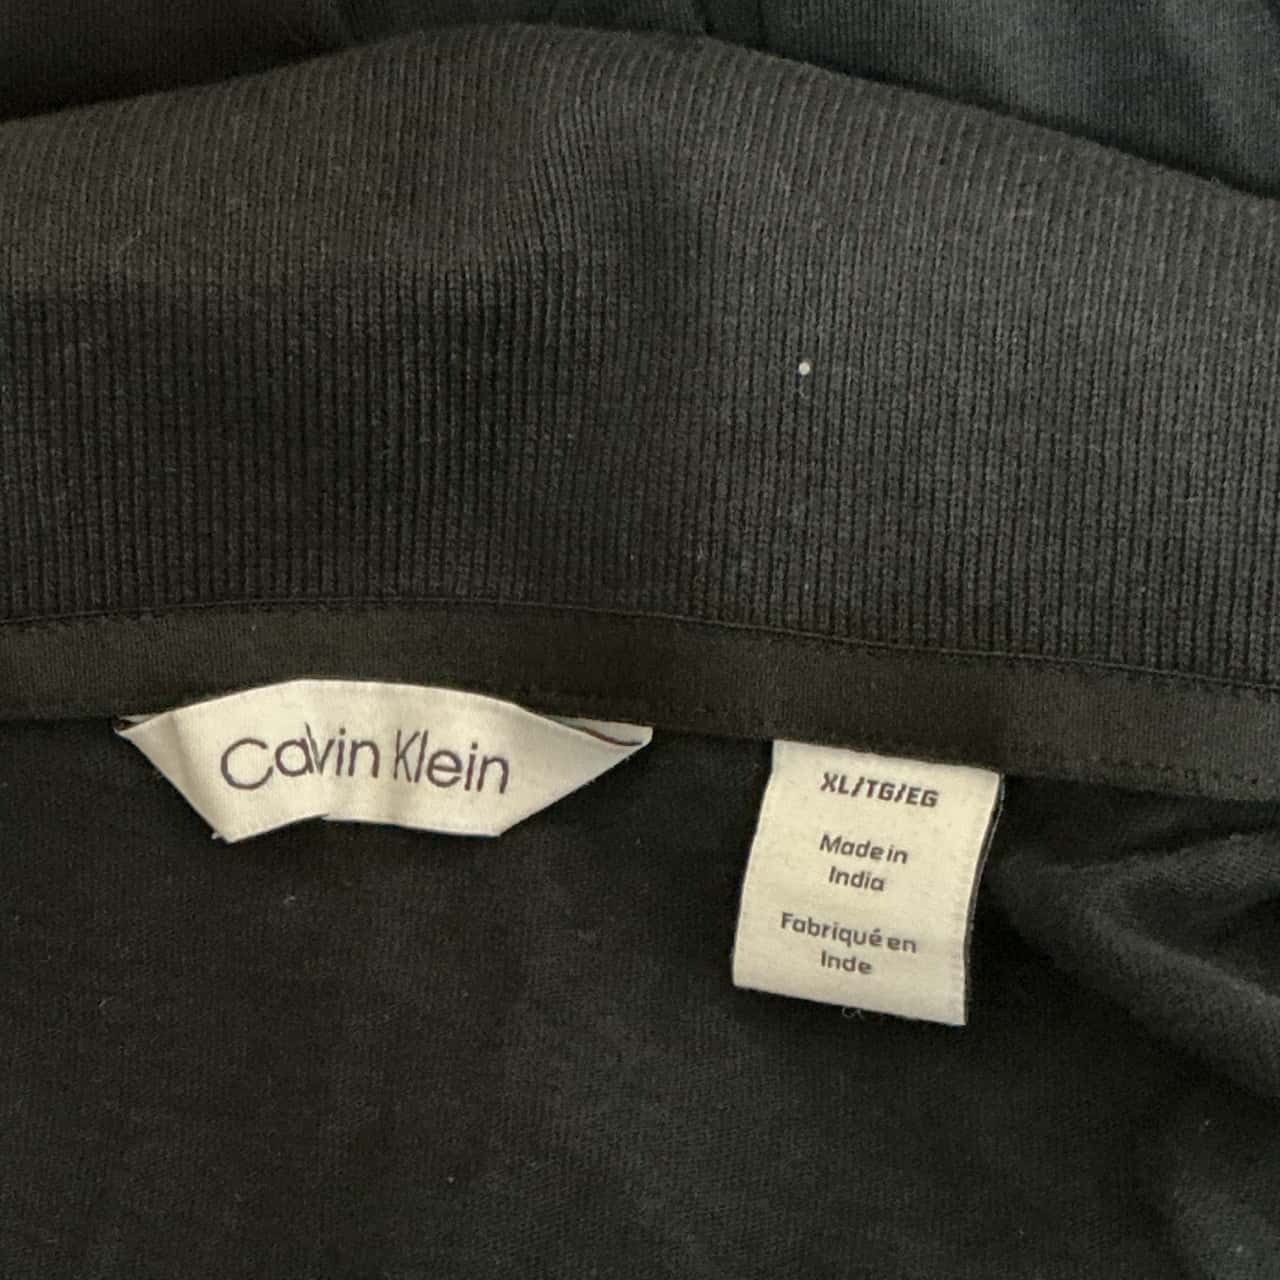 Calvin Klein
XL/TG/EG
Made in
India
Fabriqué en
Inde